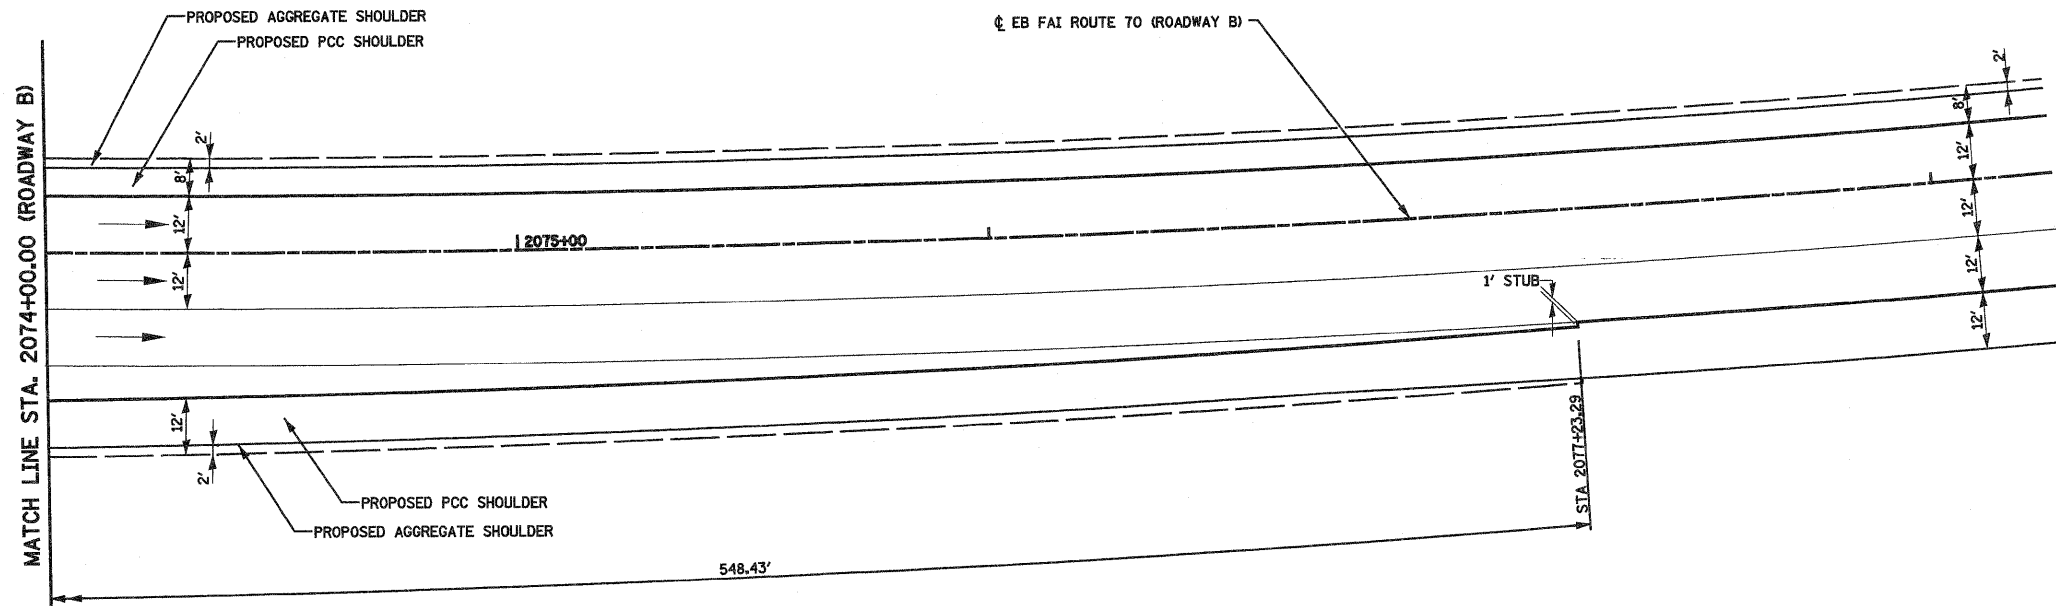 PROPOSED AGGREGATE SHOULDER
PROPOSED PCC SHOULDER
℄ EB FAI ROUTE 70 (ROADWAY B)
MATCH LINE STA. 2074+00.00 (ROADWAY B)
2'
8'
12'
12'
2075+00
1' STUB
2'
8'
12'
12'
12'
12'
12'
2'
STA 2077+23.29
PROPOSED PCC SHOULDER
PROPOSED AGGREGATE SHOULDER
548.43'